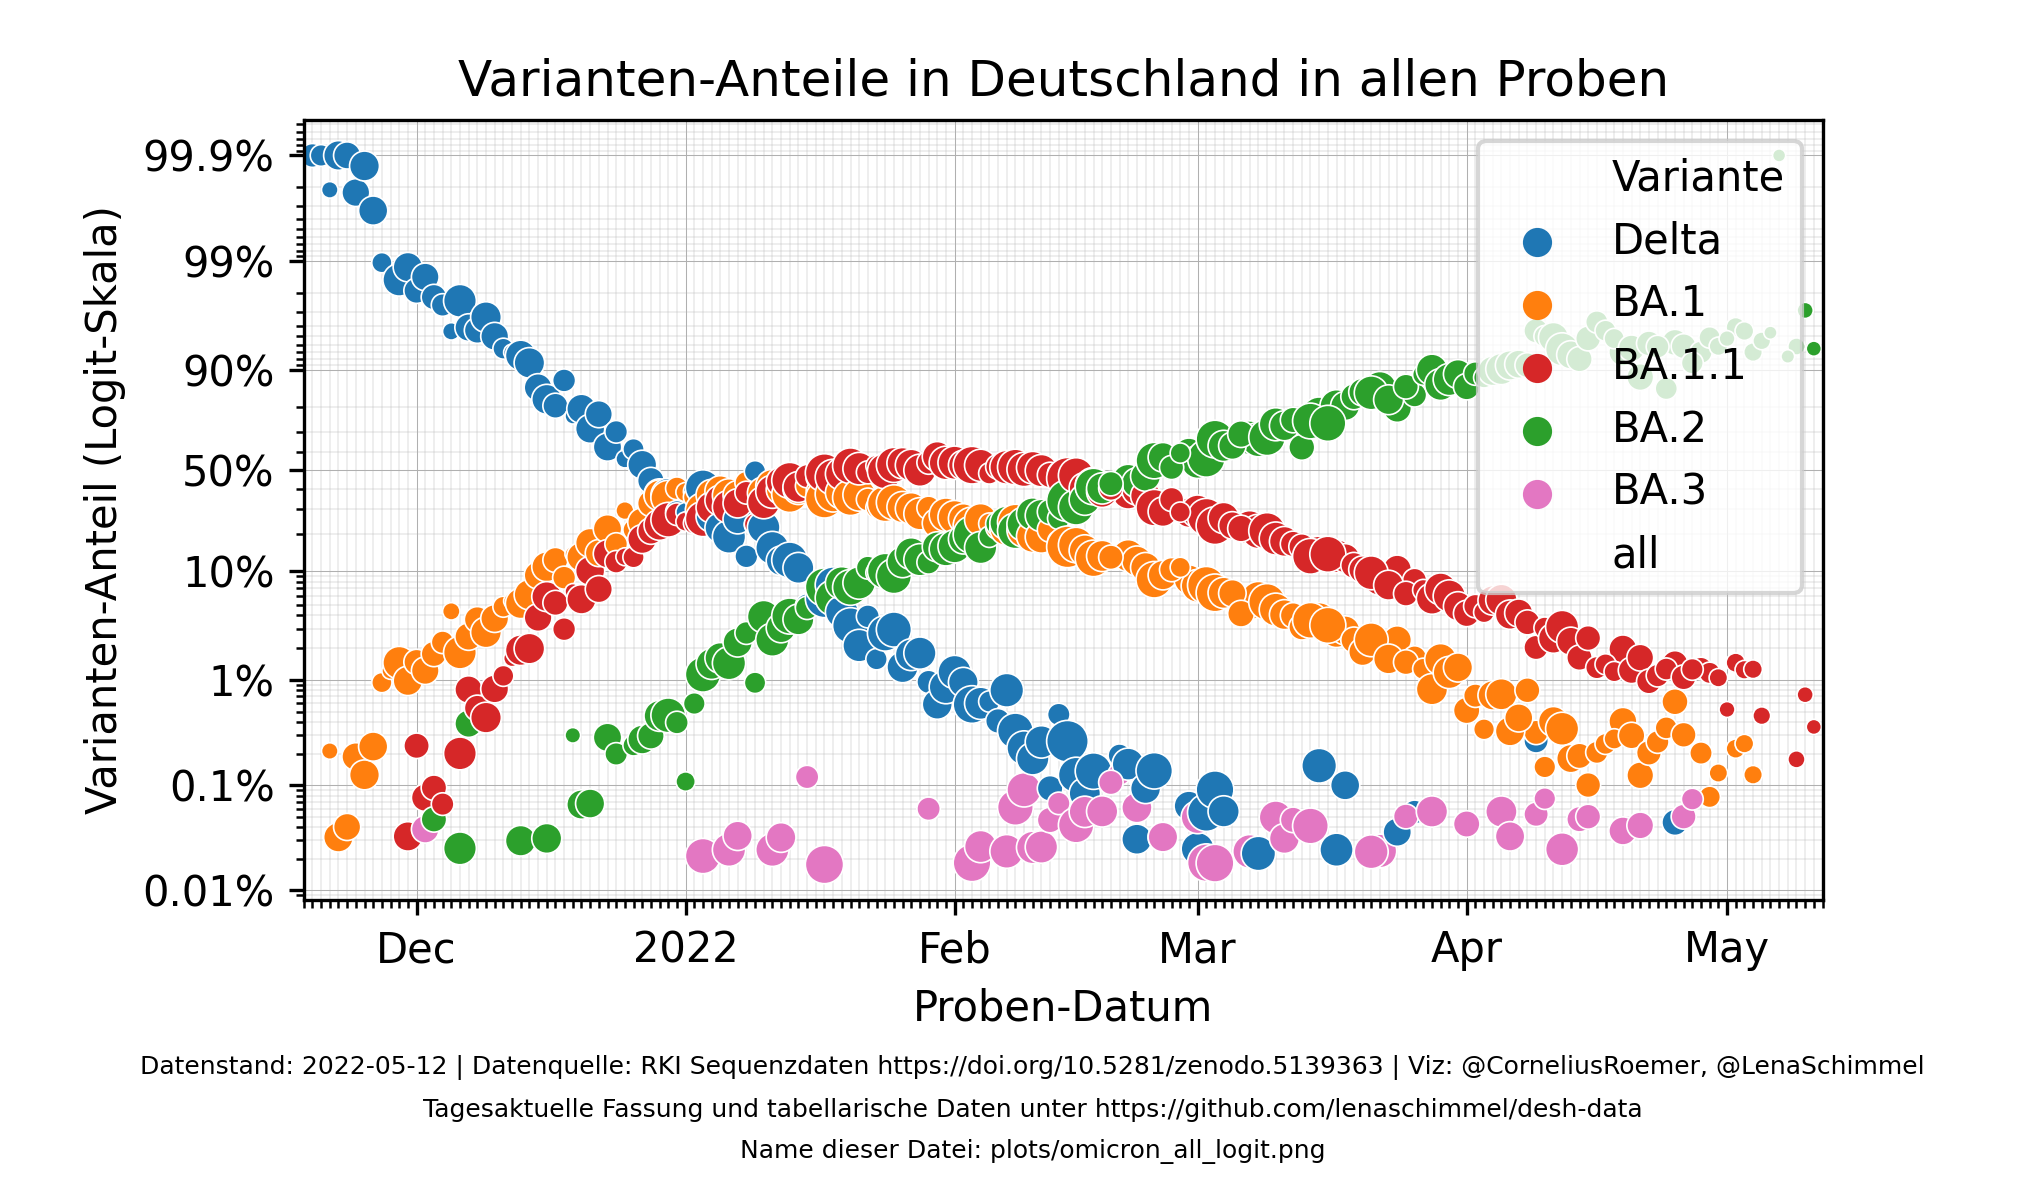 Varianten-Anteile in Deutschland in allen Proben
Varianten-Anteil (Logit-Skala)
99.9%
99%
90%
50%
10%
1%
0.1%
0.01%
Variante
Delta
BA.1
BA.1.1
BA.2
BA.3
all
Dec
2022
Feb
Mar
Apr
May
Proben-Datum
Datenstand: 2022-05-12 | Datenquelle: RKI Sequenzdaten https://doi.org/10.5281/zenodo.5139363 | Viz: @CorneliusRoemer, @LenaSchimmel
Tagesaktuelle Fassung und tabellarische Daten unter https://github.com/lenaschimmel/desh-data
Name dieser Datei: plots/omicron_all_logit.png